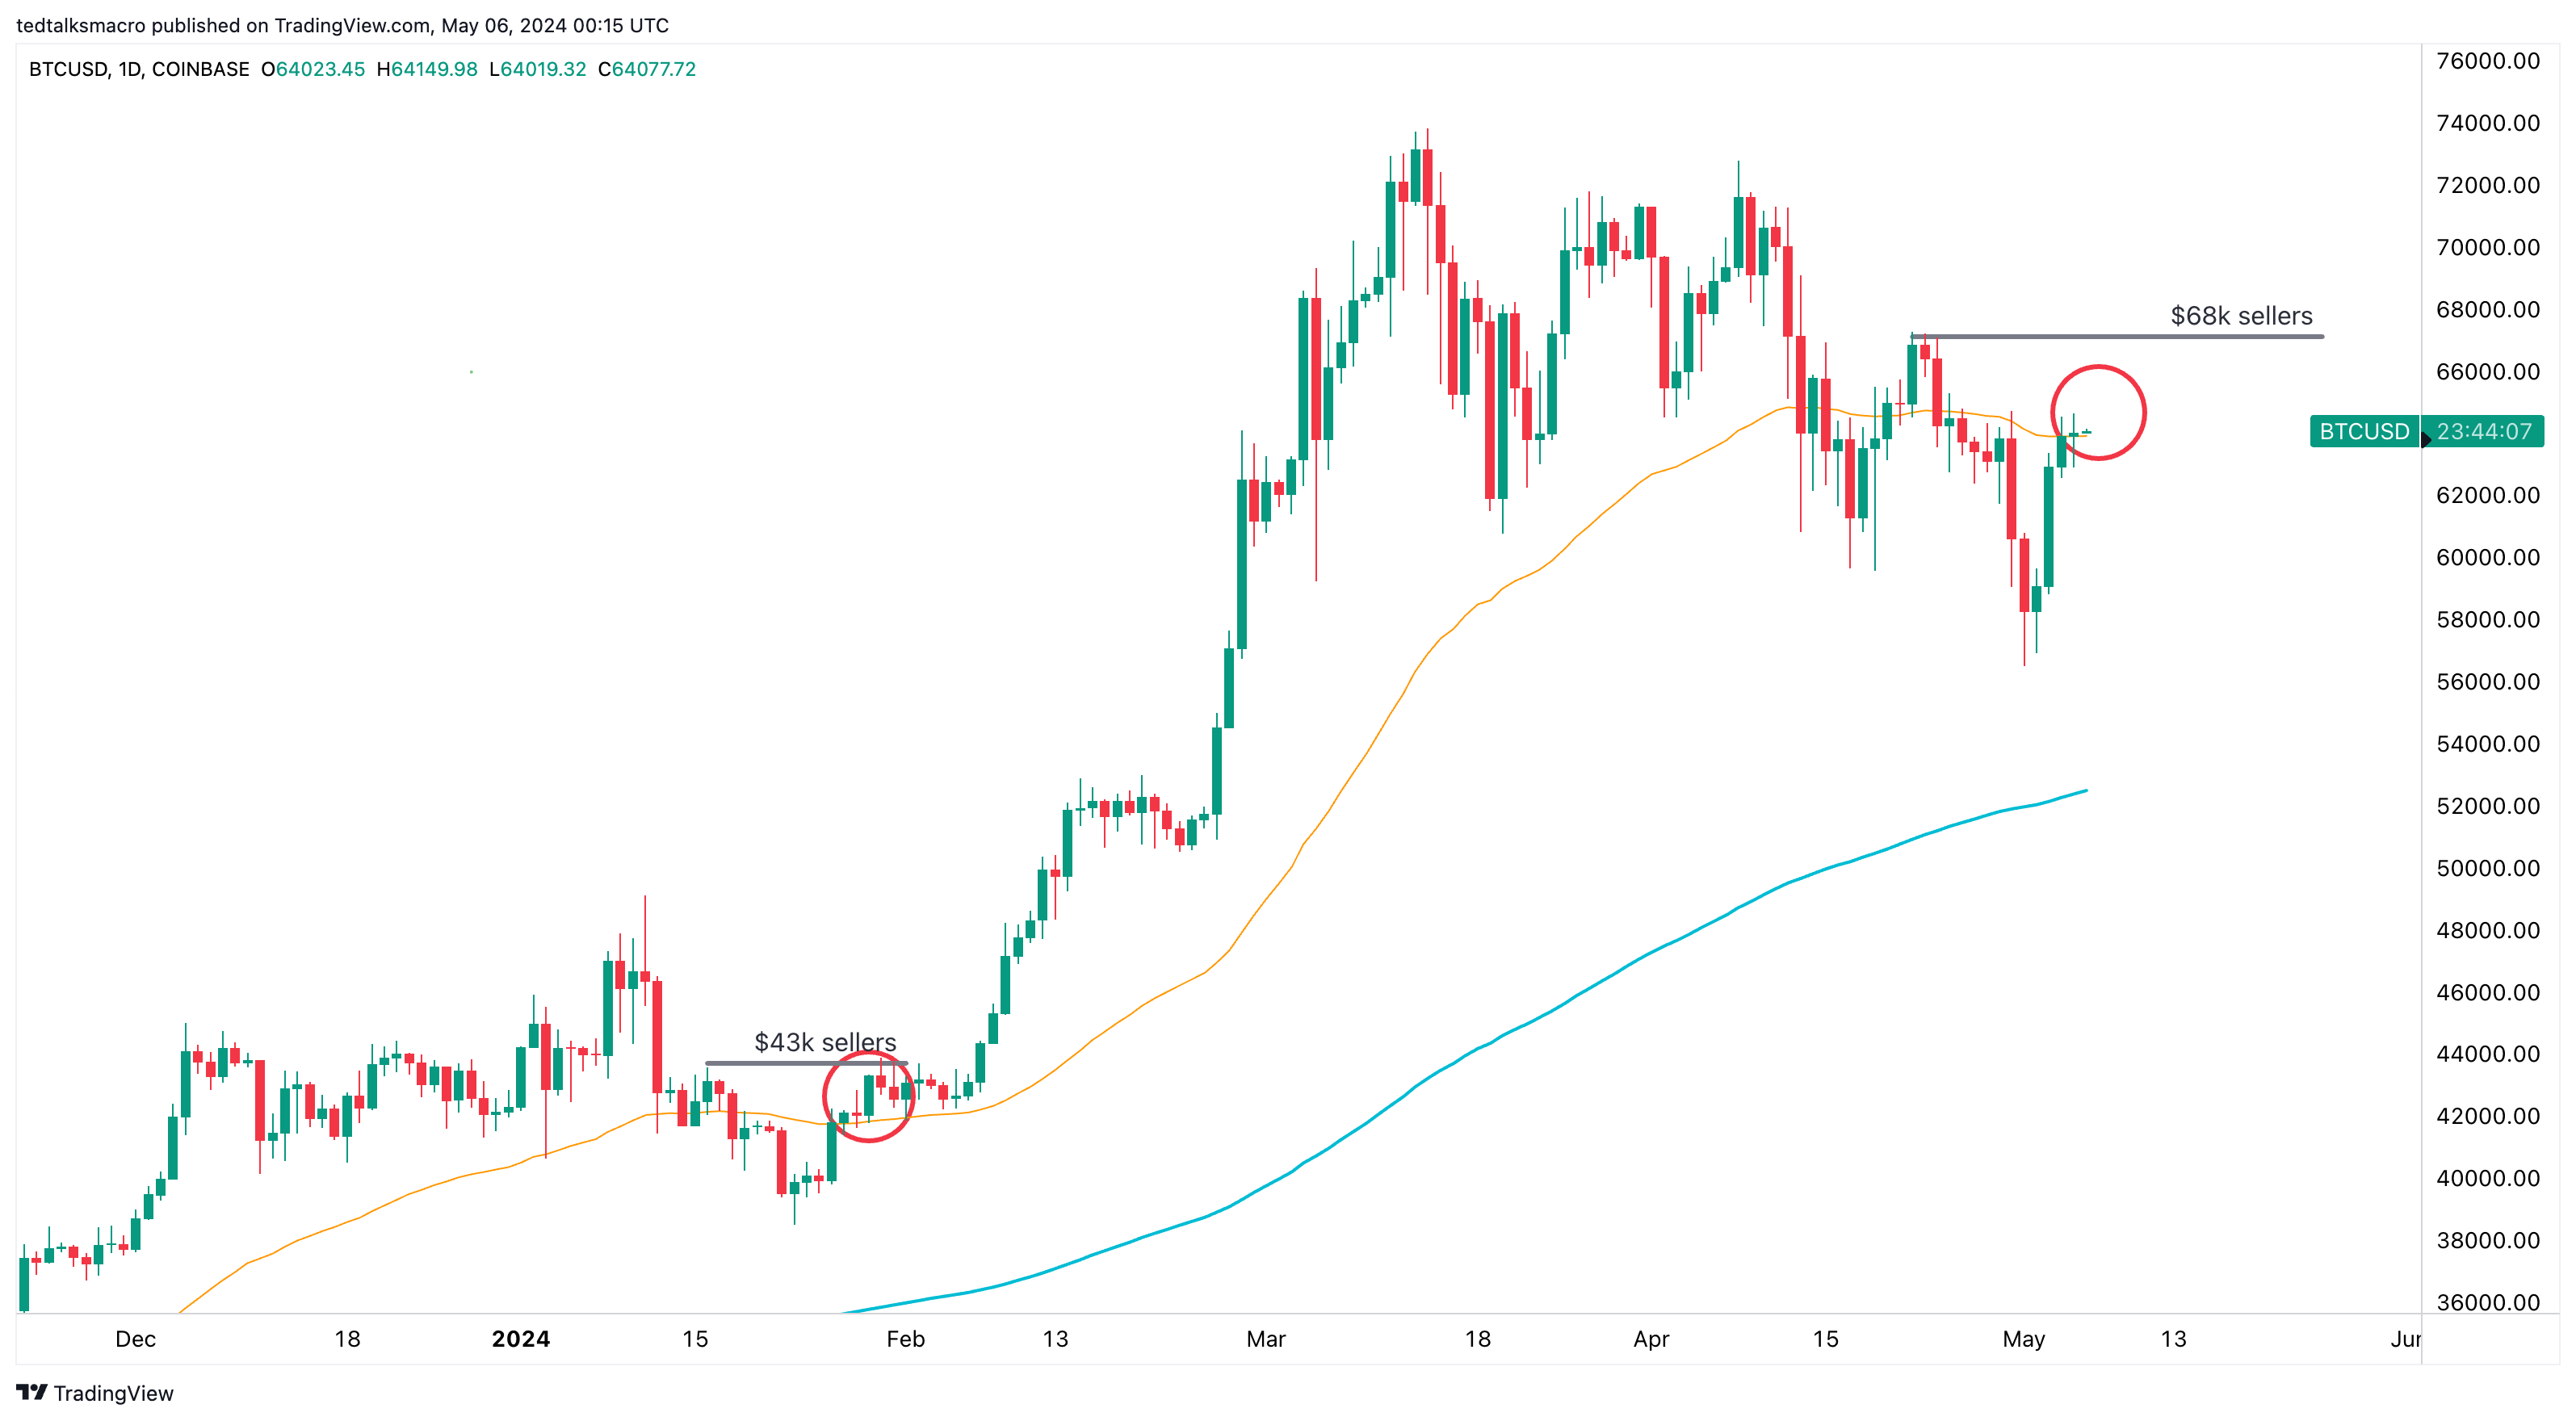 tedtalksmacro published on TradingView.com, May 06, 2024 00:15 UTC
BTCUSD, 1D, COINBASE O64023.45 H64149.98 L64019.32 C64077.72
76000.00
74000.00
72000.00
70000.00
$68k sellers
68000.00
66000.00
BTCUSD 23:44:07
62000.00
60000.00
58000.00
56000.00
54000.00
52000.00
50000.00
48000.00
46000.00
$43k sellers
44000.00
42000.00
40000.00
38000.00
36000.00
Dec 18 2024 15 Feb 13 Mar 18 Apr 15 May 13 Jun
TradingView